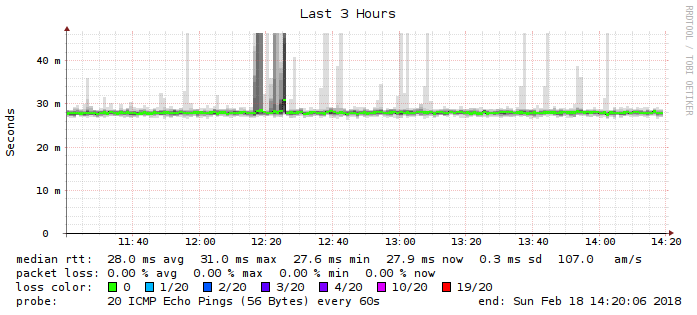 Last 3 Hours
RRDTOOL / TOBI OETIKER
Seconds
40 m
30 m
20 m
10 m
0
11:40 12:00 12:20 12:40 13:00 13:20 13:40 14:00 14:20
median rtt: 28.0 ms avg 31.0 ms max 27.6 ms min 27.9 ms now 0.3 ms sd 107.0 am/s
packet loss: 0.00 % avg 0.00 % max 0.00 % min 0.00 % now
loss color: 0 1/20 2/20 3/20 4/20 10/20 19/20
probe: 20 ICMP Echo Pings (56 Bytes) every 60s end: Sun Feb 18 14:20:06 2018